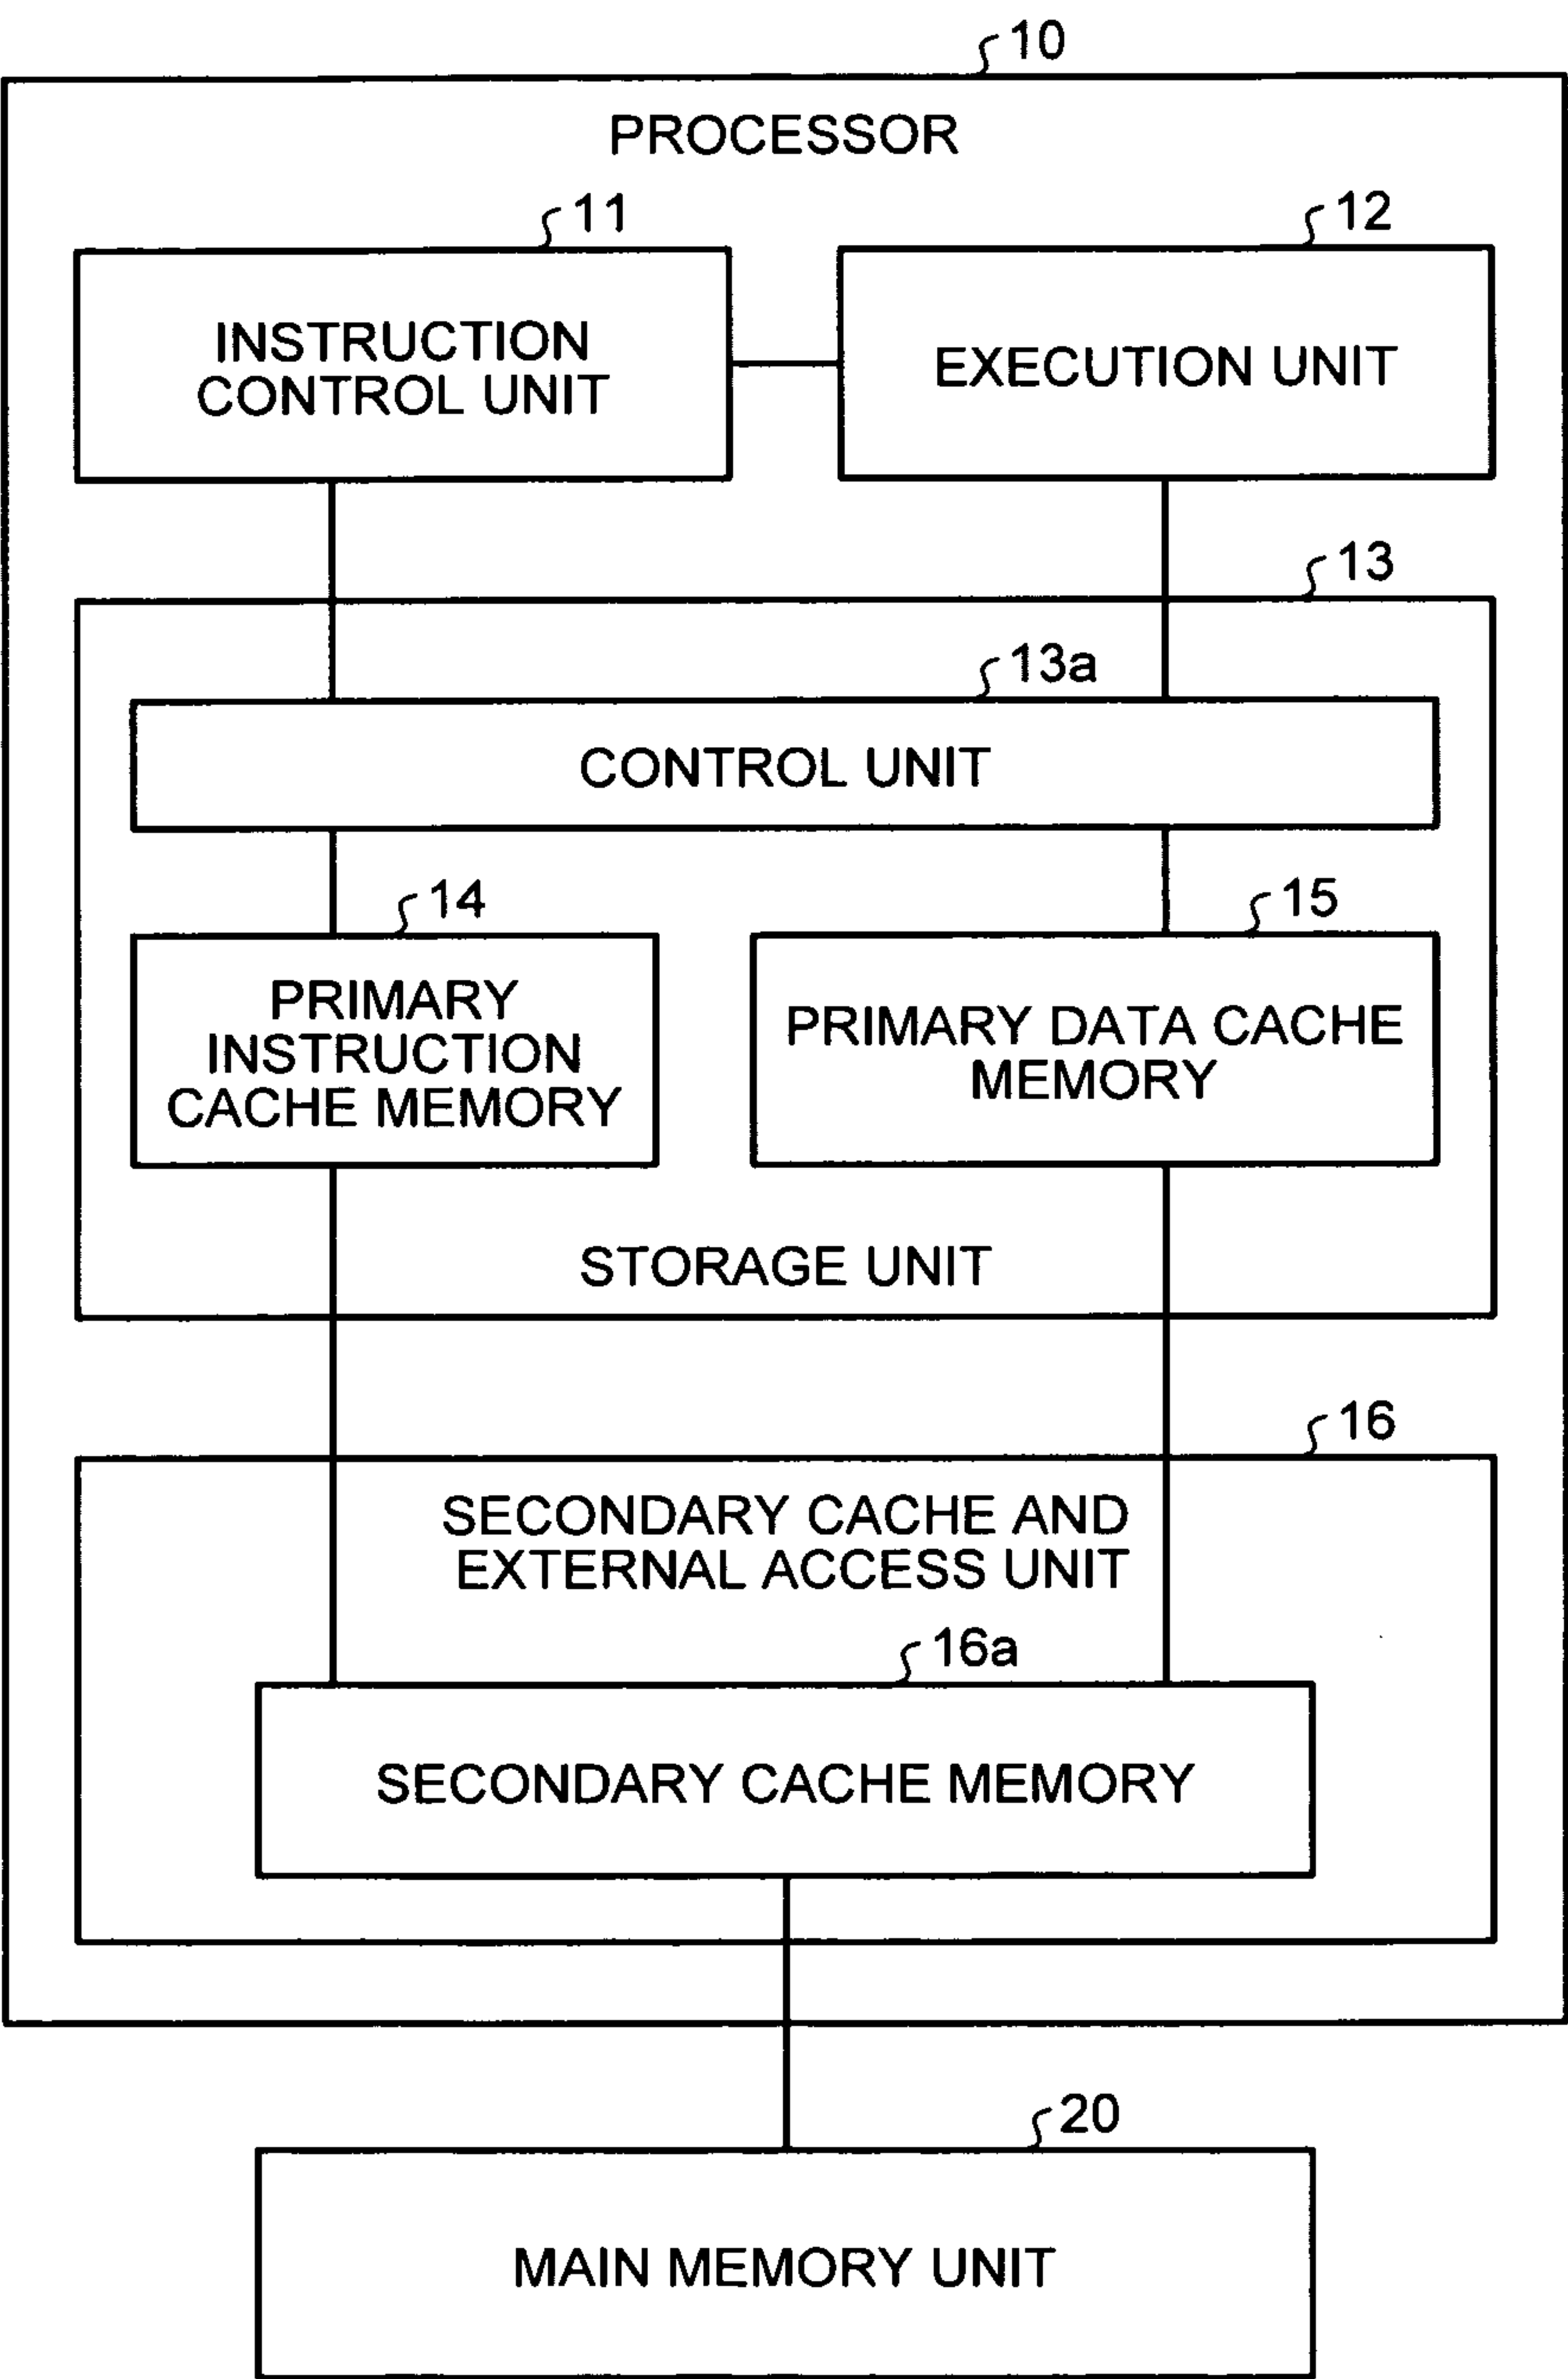 10
PROCESSOR
11
12
INSTRUCTION
CONTROL UNIT
EXECUTION UNIT
13
13a
CONTROL UNIT
14
15
PRIMARY
INSTRUCTION
CACHE MEMORY
PRIMARY DATA CACHE
MEMORY
STORAGE UNIT
16
SECONDARY CACHE AND
EXTERNAL ACCESS UNIT
16a
SECONDARY CACHE MEMORY
20
MAIN MEMORY UNIT